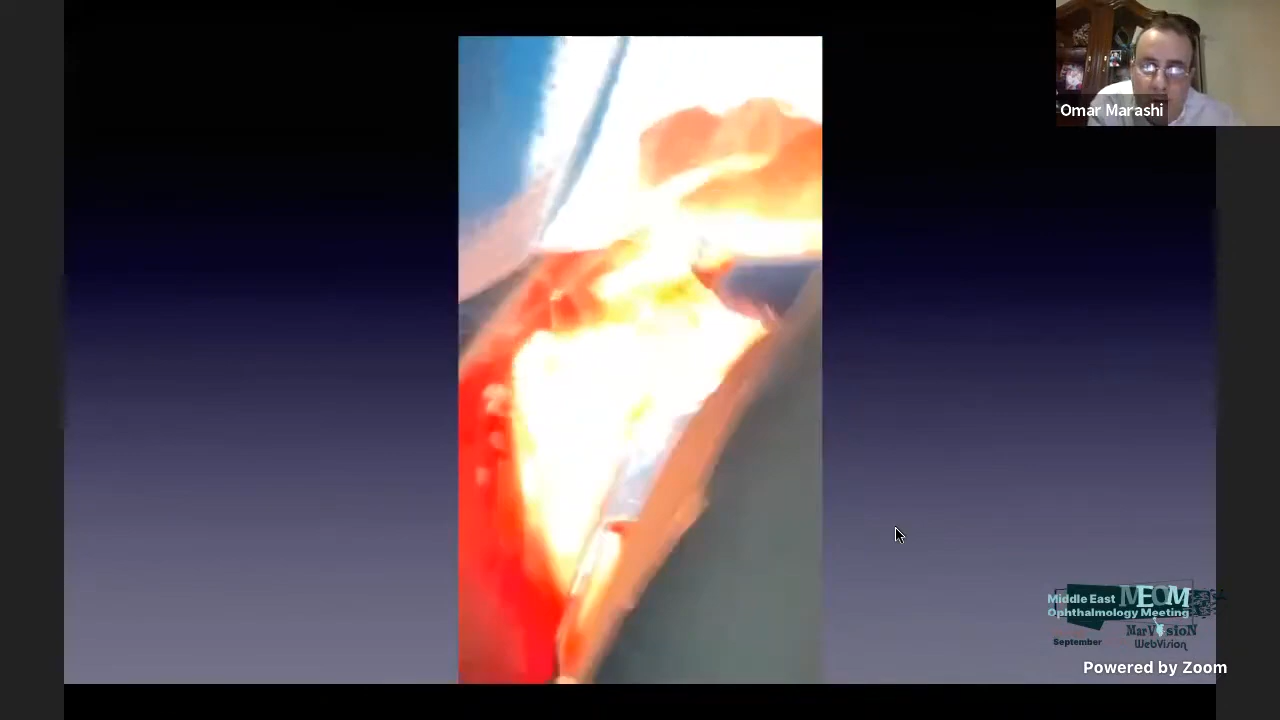 Omar Marashi
Middle East MEOM
Ophthalmology Meeting
September
MarVision
WebVision
Powered by Zoom